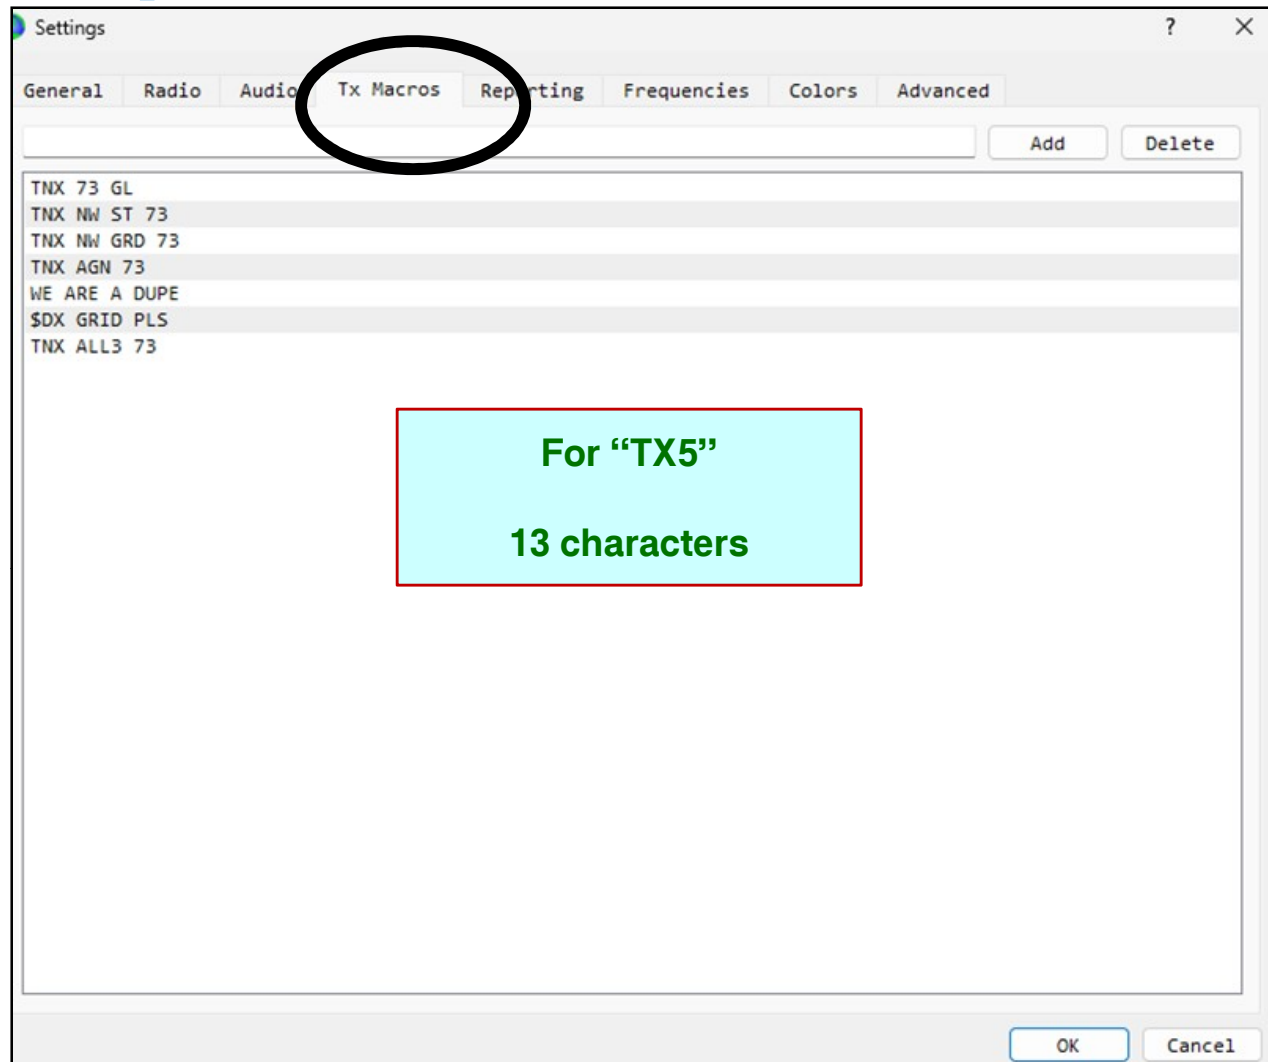 Settings ? ×
General Radio Audio Tx Macros Reporting Frequencies Colors Advanced
Add Delete
TNX 73 GL
TNX NW ST 73
TNX NW GRD 73
TNX AGN 73
WE ARE A DUPE
$DX GRID PLS
TNX ALL3 73
For “TX5”
13 characters
OK Cancel